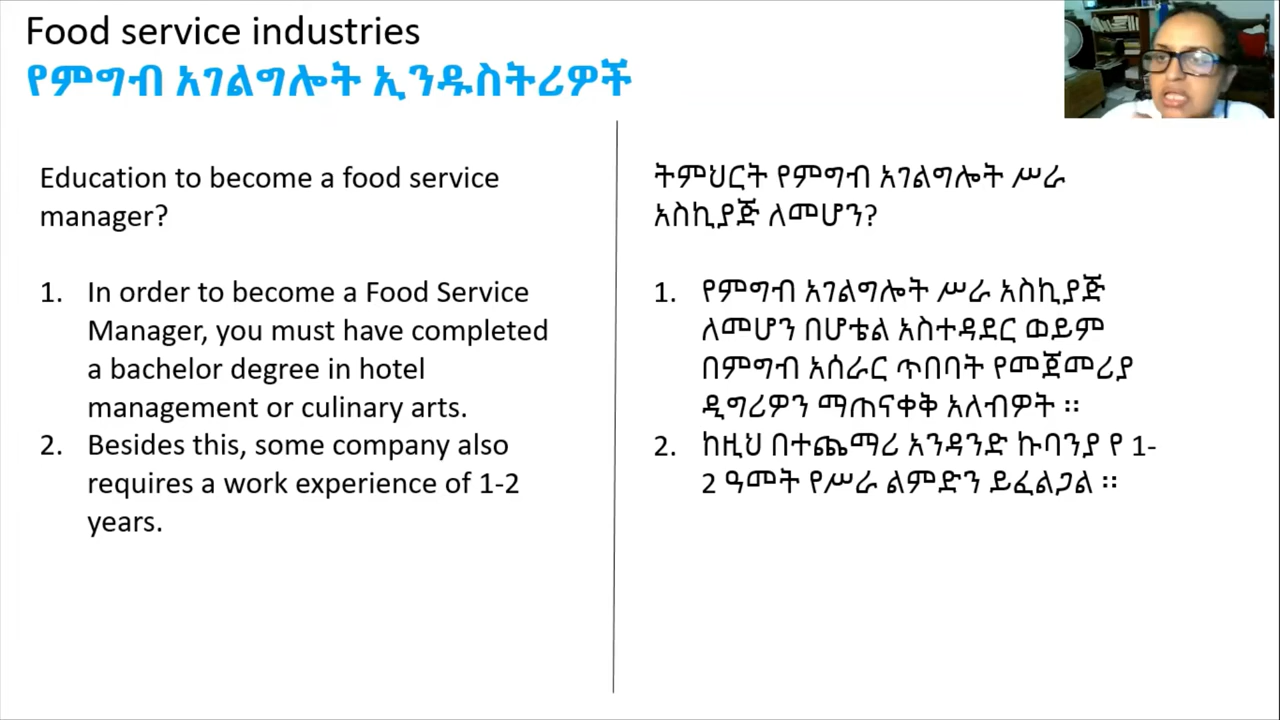 Food service industries
የምግብ አገልግሎት ኢንዱስትሪዎች
Education to become a food service
manager?
1. In order to become a Food Service
Manager, you must have completed
a bachelor degree in hotel
management or culinary arts.
2. Besides this, some company also
requires a work experience of 1-2
years.
ትምህርት የምግብ አገልግሎት ሥራ
አስኪያጅ ለመሆን?
1. የምግብ አገልግሎት ሥራ አስኪያጅ
ለመሆን በሆቴል አስተዳደር ወይም
በምግብ አሰራር ጥበባት የመጀመሪያ
ዲግሪዎን ማጠናቀቅ አለብዎት ፡፡
2. ከዚህ በተጨማሪ አንዳንድ ኩባንያ የ 1-
2 ዓመት የሥራ ልምድን ይፈልጋል ፡፡